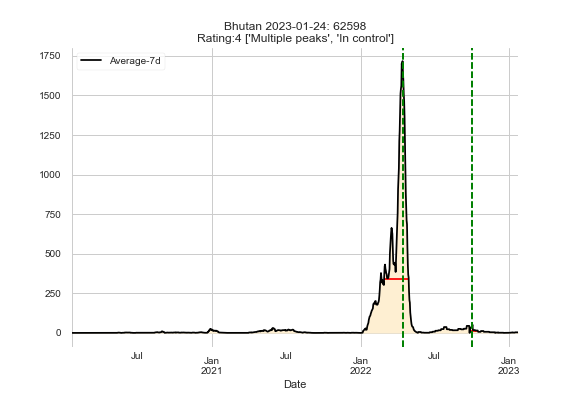 Bhutan 2023-01-24: 62598
Rating:4 ['Multiple peaks', 'In control']
1750
1500
1250
1000
750
500
250
0
Average-7d
Jul
Jan
2021
Jul
Jan
2022
Jul
Jan
2023
Date